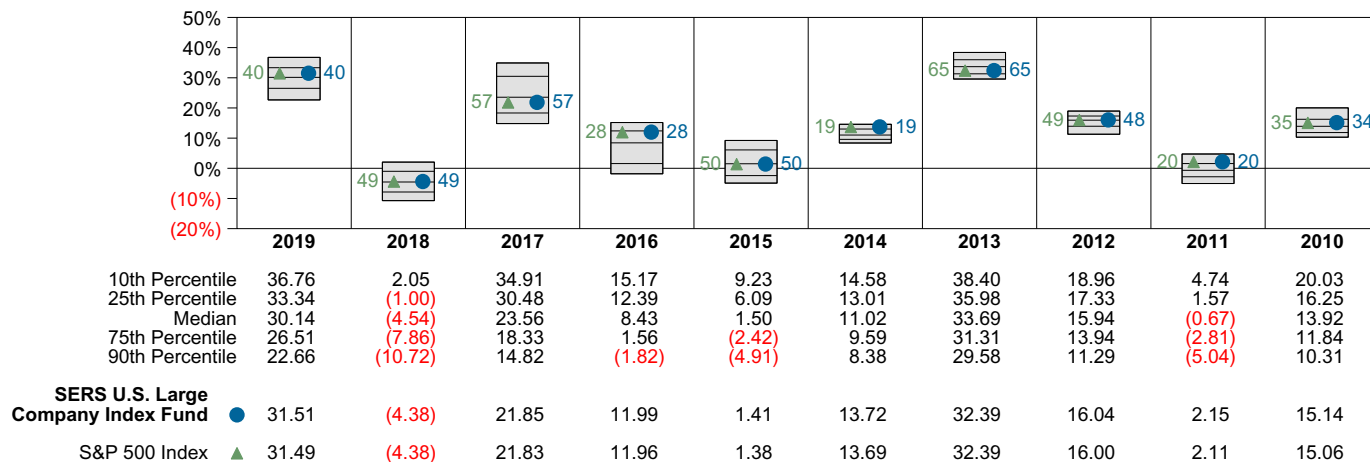 50%
40%
30%
20%
10%
0%
(10%)
(20%)
40 40
49 49
57 57
28 28
50 50
19 19
65 65
49 48
20 20
35 34
2019 2018 2017 2016 2015 2014 2013 2012 2011 2010
10th Percentile 36.76 2.05 34.91 15.17 9.23 14.58 38.40 18.96 4.74 20.03
25th Percentile 33.34 (1.00) 30.48 12.39 6.09 13.01 35.98 17.33 1.57 16.25
Median 30.14 (4.54) 23.56 8.43 1.50 11.02 33.69 15.94 (0.67) 13.92
75th Percentile 26.51 (7.86) 18.33 1.56 (2.42) 9.59 31.31 13.94 (2.81) 11.84
90th Percentile 22.66 (10.72) 14.82 (1.82) (4.91) 8.38 29.58 11.29 (5.04) 10.31
SERS U.S. Large
Company Index Fund 31.51 (4.38) 21.85 11.99 1.41 13.72 32.39 16.04 2.15 15.14
S&P 500 Index 31.49 (4.38) 21.83 11.96 1.38 13.69 32.39 16.00 2.11 15.06